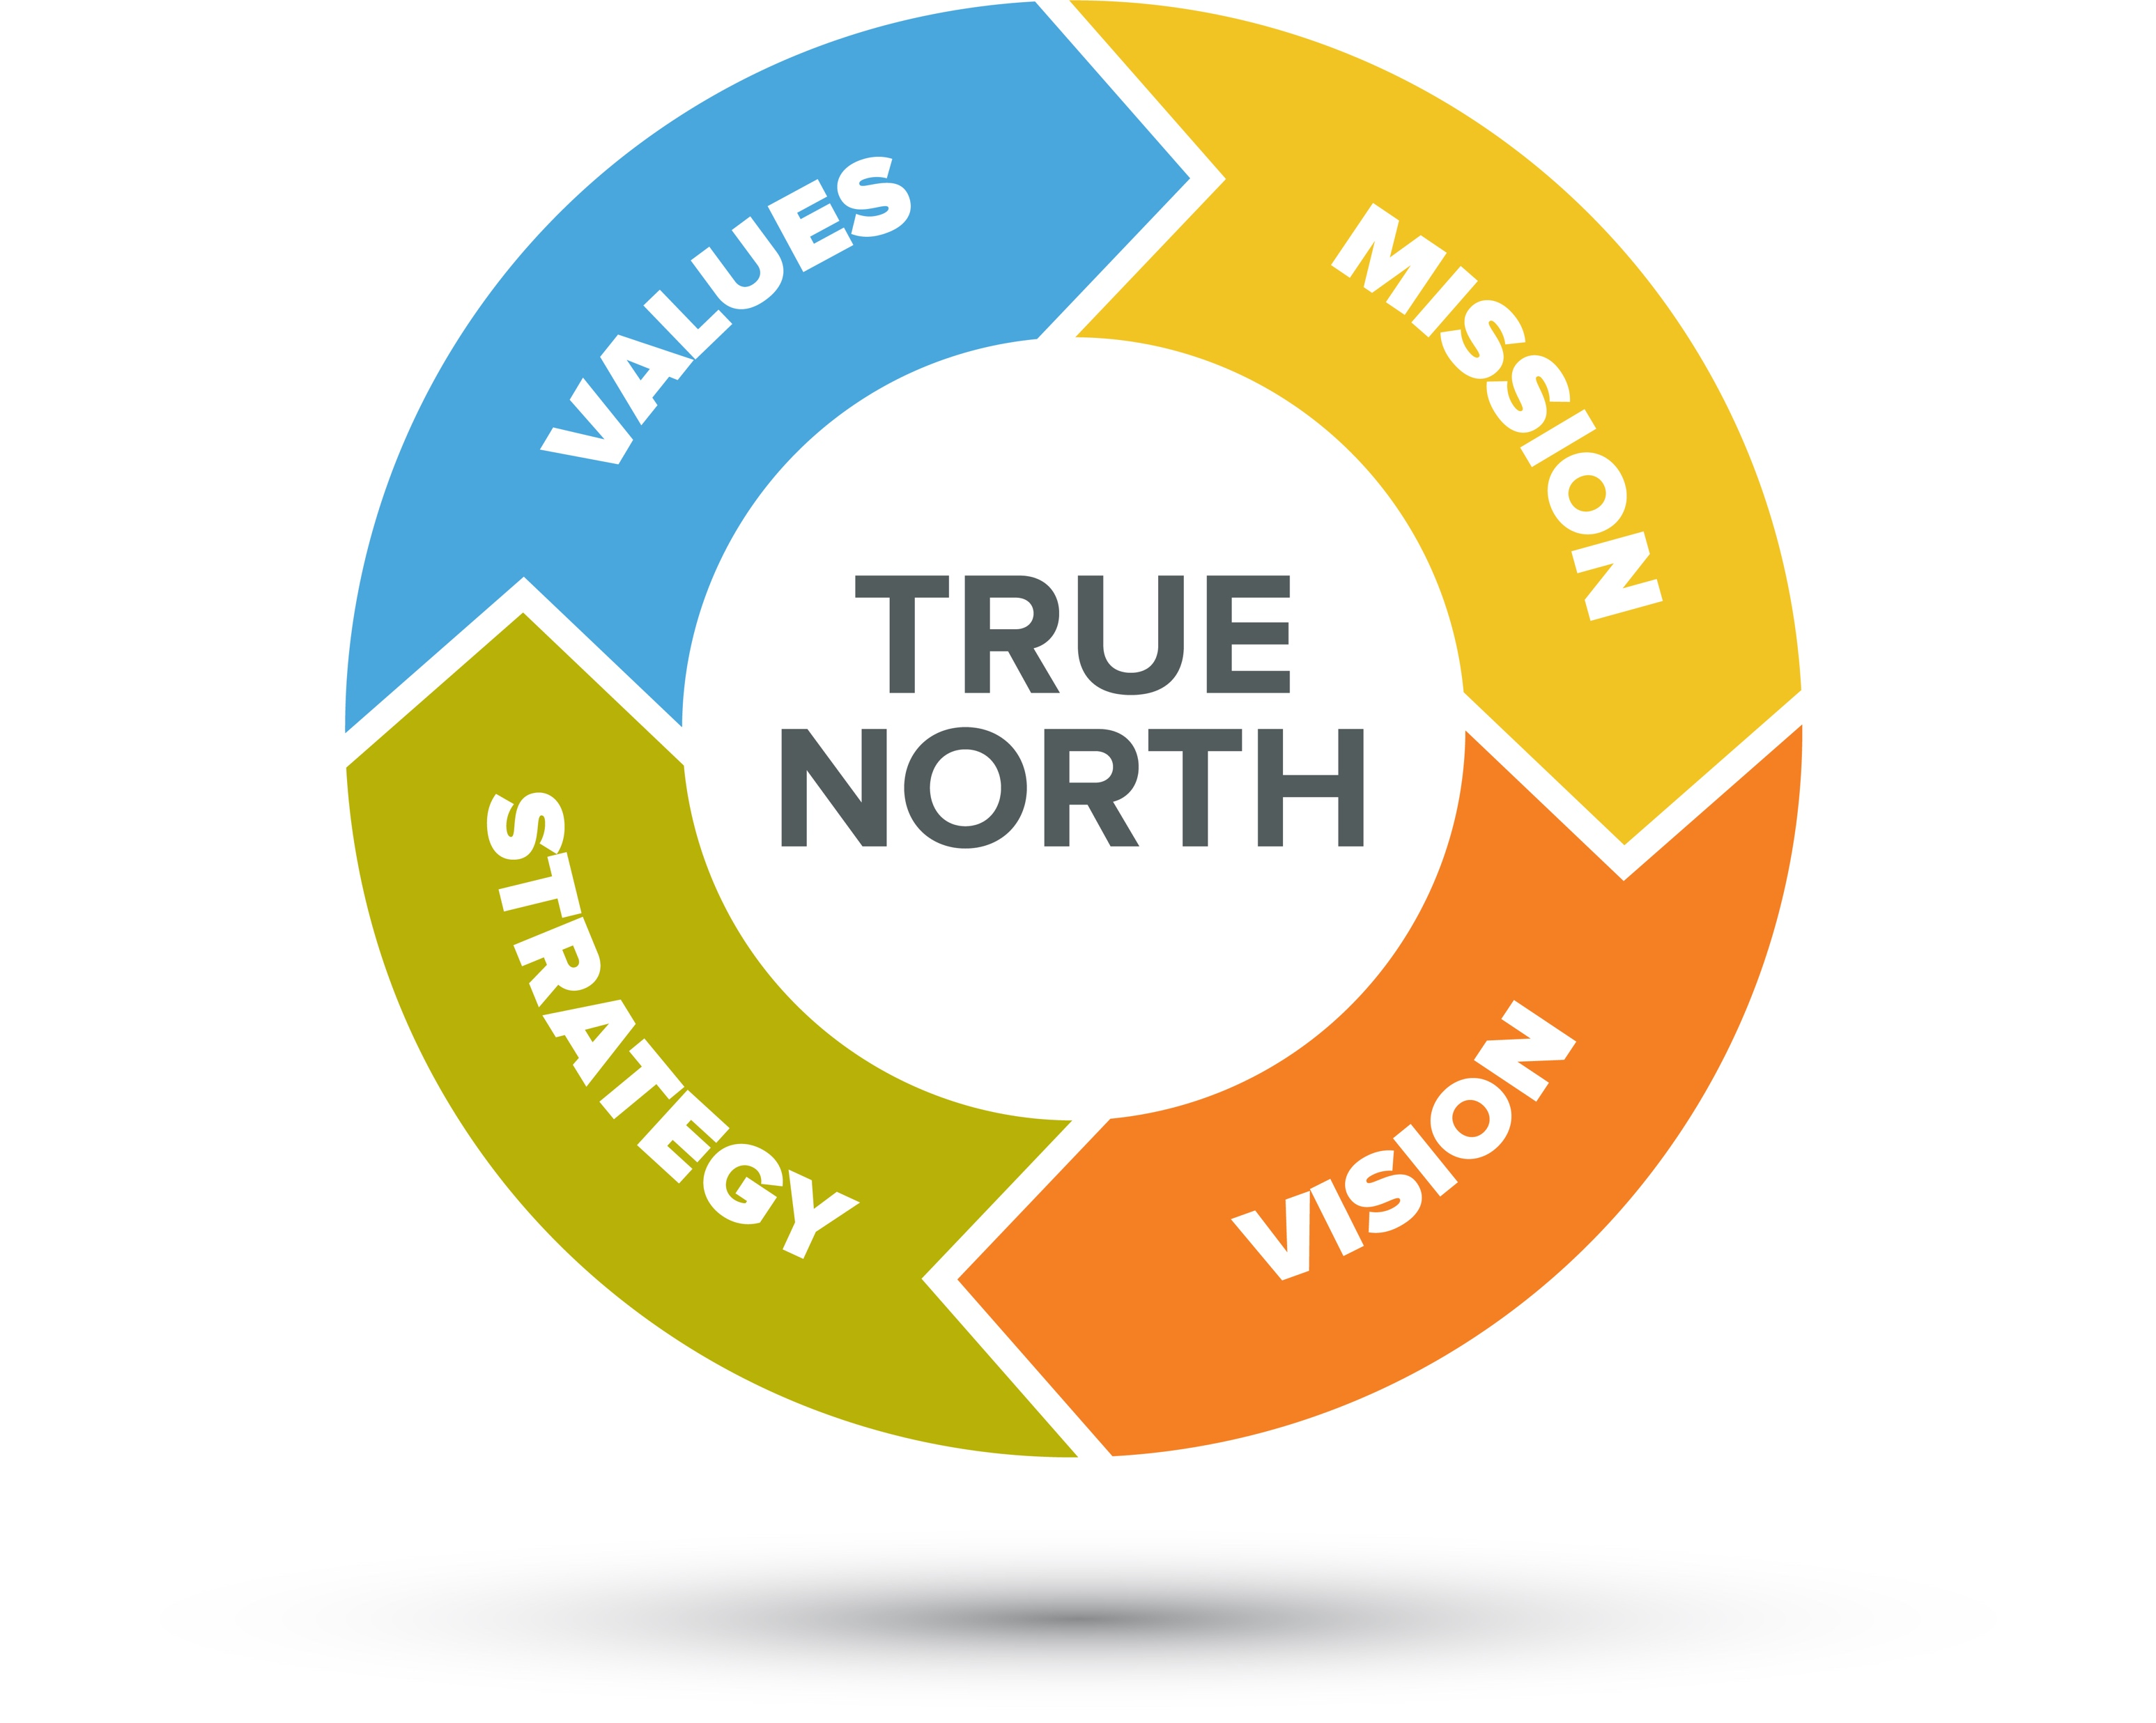 VALUES
MISSION
TRUE
NORTH
STRATEGY
VISION